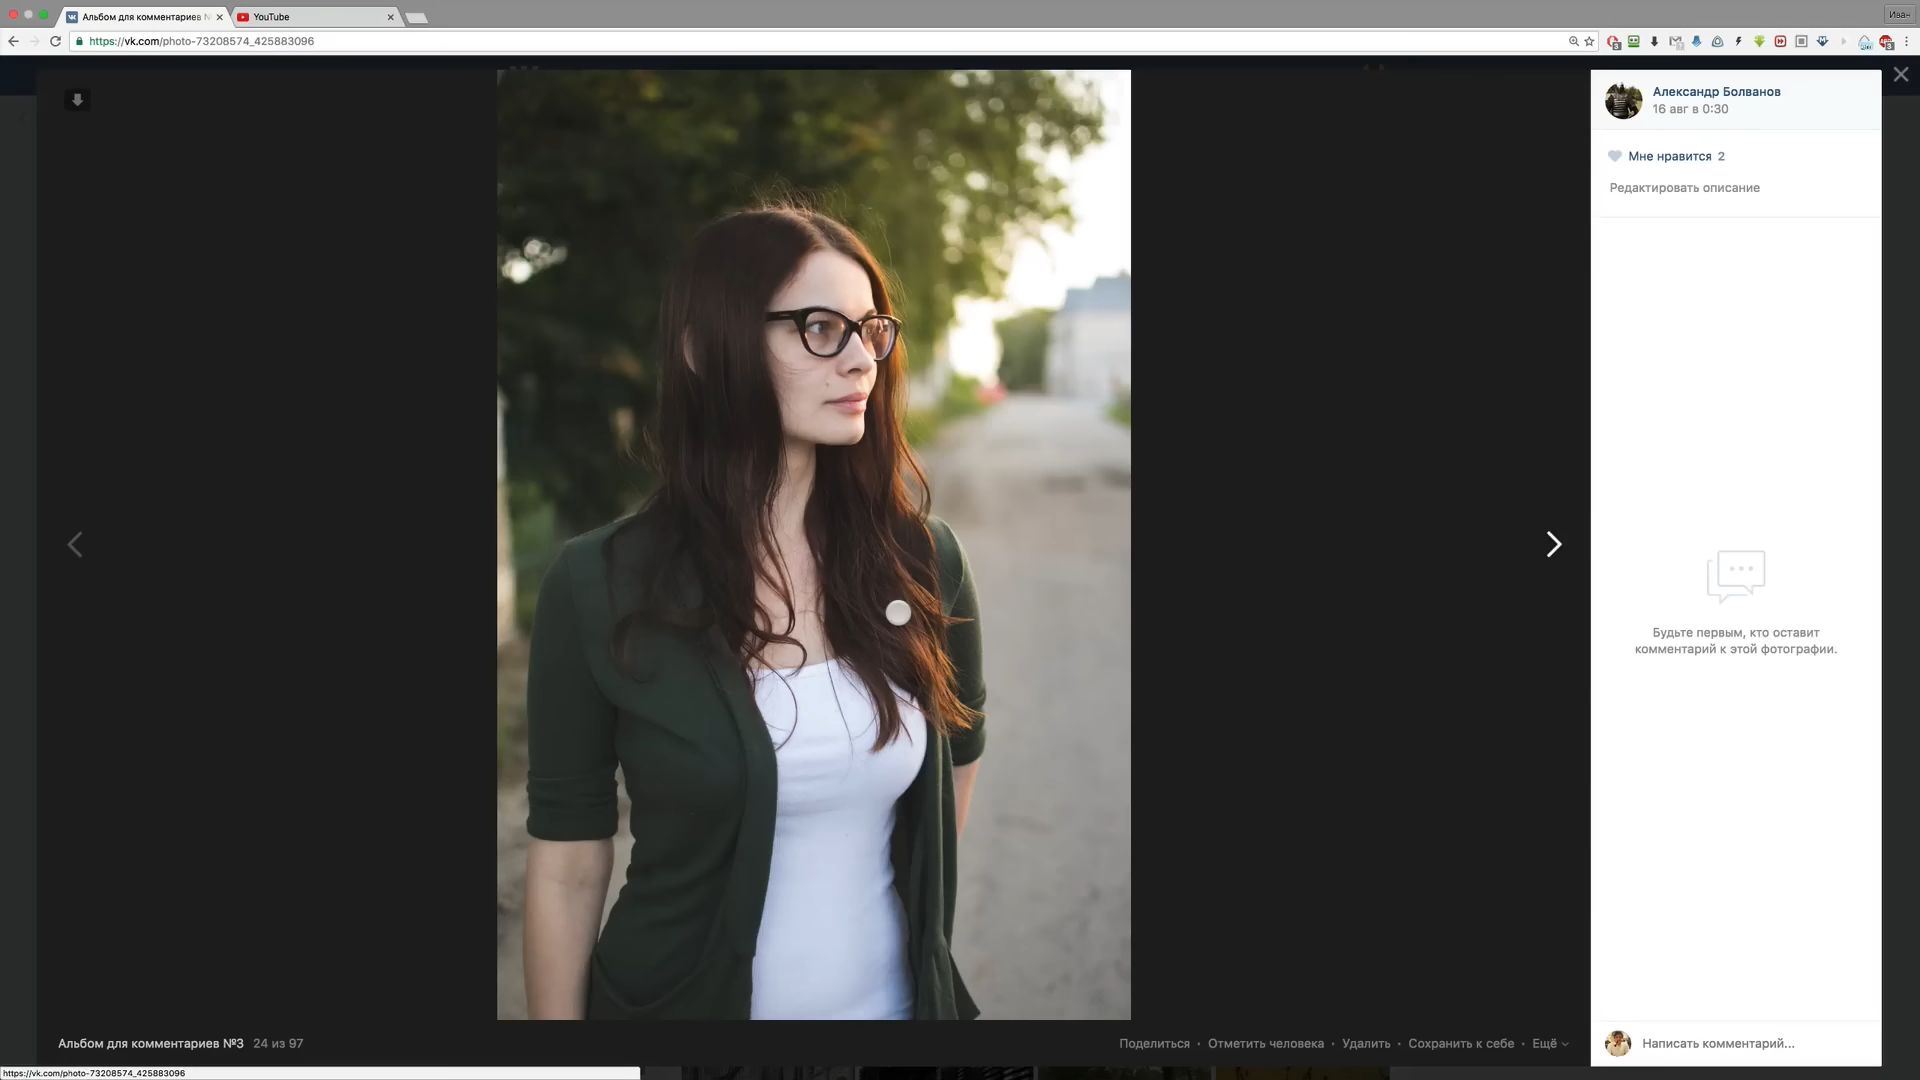 Альбом для комментариев №
YouTube
Иван
https://vk.com/photo-73208574_425883096
Александр Болванов
16 авг в 0:30
Мне нравится 2
Редактировать описание
Будьте первым, кто оставит
комментарий к этой фотографии.
Альбом для комментариев №3 24 из 97
Поделиться · Отметить человека · Удалить · Сохранить к себе · Ещё
Написать комментарий...
https://vk.com/photo-73208574_425883096